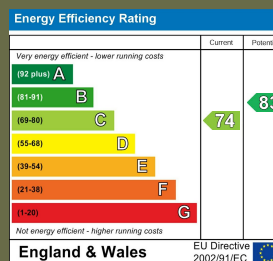 Energy Efficiency Rating
Current
Very energy efficient - lower running costs
(92 plus) A
(81-91) B
83
(69-80) C
74
(55-68) D
(39-54) E
(21-38) F
(1-20) G
Not energy efficient - higher running costs
England & Wales
EU Directive
2002/91/EC